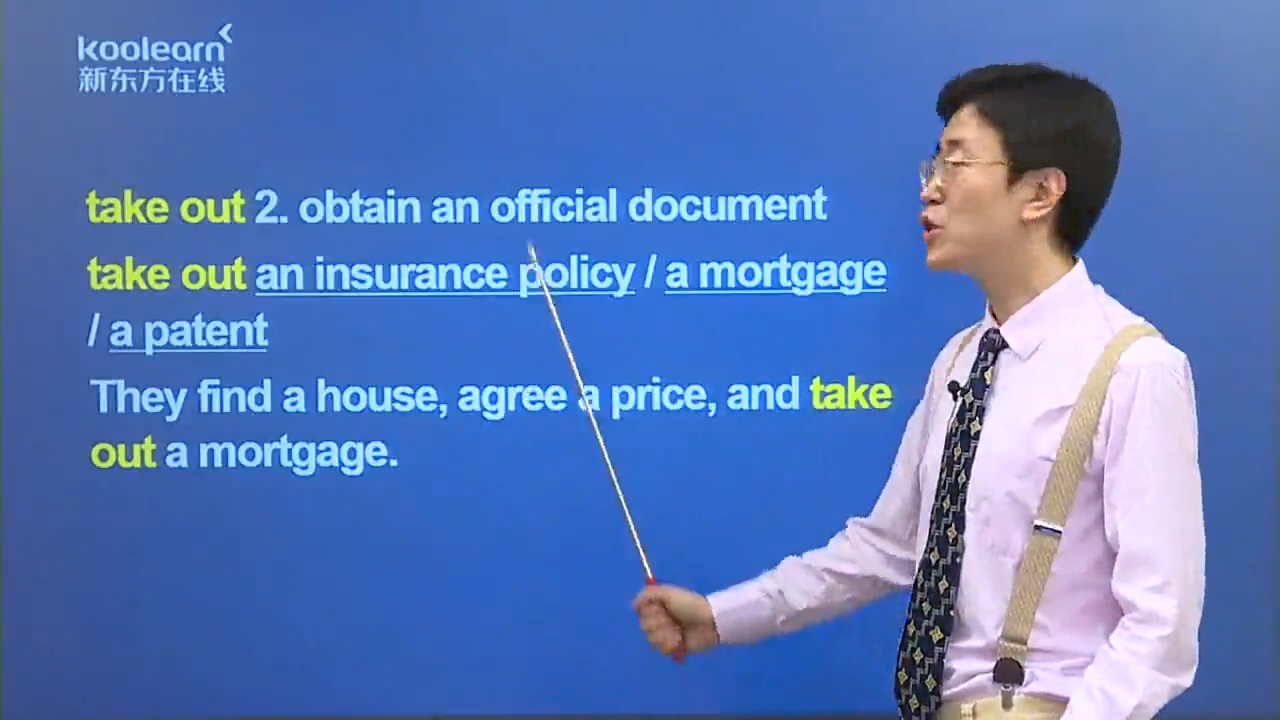 koolearn
新东方在线
take out 2. obtain an official document
take out an insurance policy / a mortgage
/ a patent
They find a house, agree a price, and take
out a mortgage.